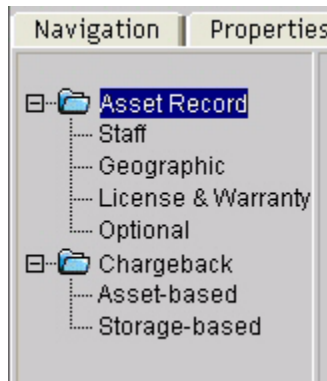 Navigation Properties
Asset Record
Staff
Geographic
License & Warranty
Optional
Chargeback
Asset-based
Storage-based